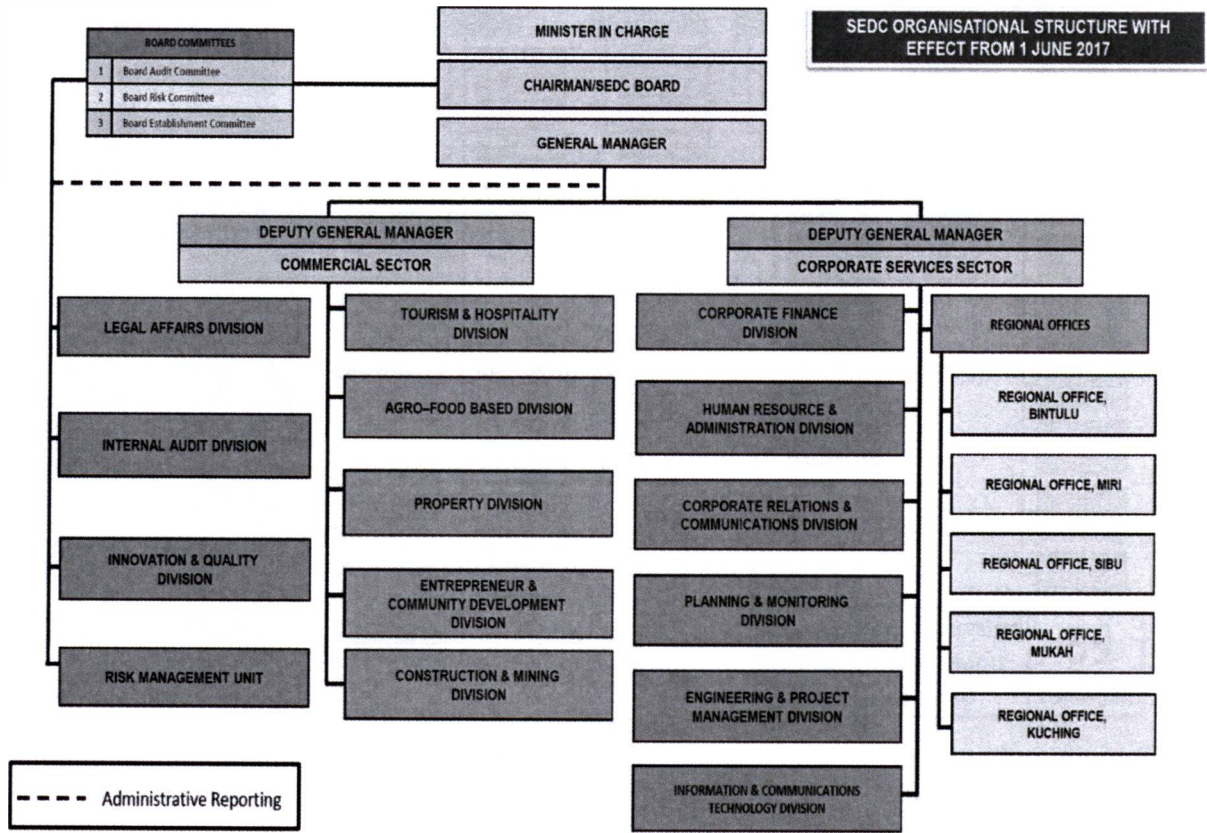 SEDC ORGANISATIONAL STRUCTURE WITH
EFFECT FROM 1 JUNE 2017
BOARD COMMITTEES
1 Board Audit Committee
2 Board Risk Committee
3 Board Establishment Committee
MINISTER IN CHARGE
CHAIRMAN/SEDC BOARD
GENERAL MANAGER
DEPUTY GENERAL MANAGER
COMMERCIAL SECTOR
DEPUTY GENERAL MANAGER
CORPORATE SERVICES SECTOR
LEGAL AFFAIRS DIVISION
INTERNAL AUDIT DIVISION
INNOVATION & QUALITY
DIVISION
RISK MANAGEMENT UNIT
TOURISM & HOSPITALITY
DIVISION
AGRO–FOOD BASED DIVISION
PROPERTY DIVISION
ENTREPRENEUR &
COMMUNITY DEVELOPMENT
DIVISION
CONSTRUCTION & MINING
DIVISION
CORPORATE FINANCE
DIVISION
HUMAN RESOURCE &
ADMINISTRATION DIVISION
CORPORATE RELATIONS &
COMMUNICATIONS DIVISION
PLANNING & MONITORING
DIVISION
ENGINEERING & PROJECT
MANAGEMENT DIVISION
INFORMATION & COMMUNICATIONS
TECHNOLOGY DIVISION
REGIONAL OFFICES
REGIONAL OFFICE,
BINTULU
REGIONAL OFFICE, MIRI
REGIONAL OFFICE, SIBU
REGIONAL OFFICE,
MUKAH
REGIONAL OFFICE,
KUCHING
Administrative Reporting